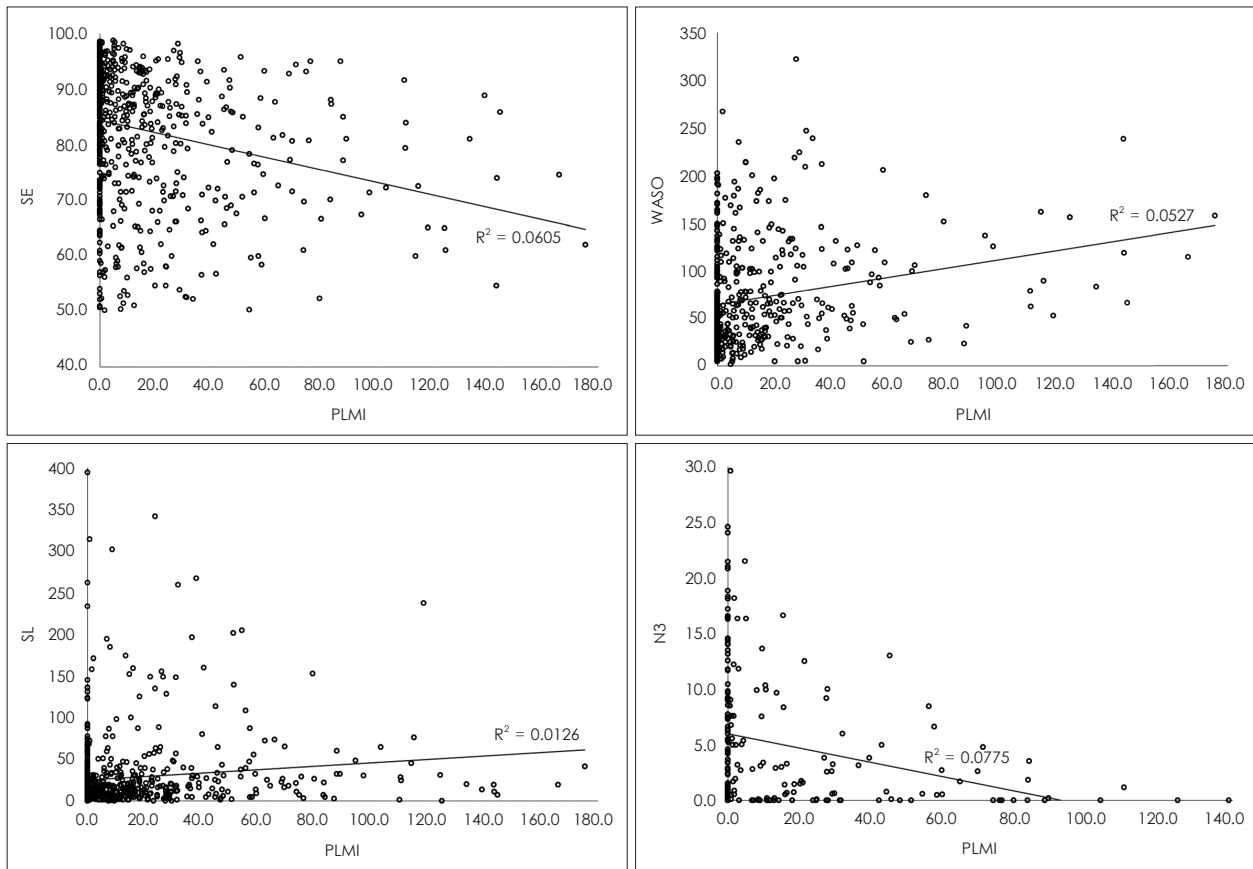 100.0
90.0
80.0
70.0
60.0
50.0
40.0
SE
R² = 0.0605
0.0 20.0 40.0 60.0 80.0 100.0 120.0 140.0 160.0 180.0
PLMI
350
300
250
200
150
100
50
0
WASO
R² = 0.0527
0.0 20.0 40.0 60.0 80.0 100.0 120.0 140.0 160.0 180.0
PLMI
400
350
300
250
200
150
100
50
0
SL
R² = 0.0126
0.0 20.0 40.0 60.0 80.0 100.0 120.0 140.0 160.0 180.0
PLMI
30.0
25.0
20.0
15.0
10.0
5.0
0.0
N3
R² = 0.0775
0.0 20.0 40.0 60.0 80.0 100.0 120.0 140.0
PLMI